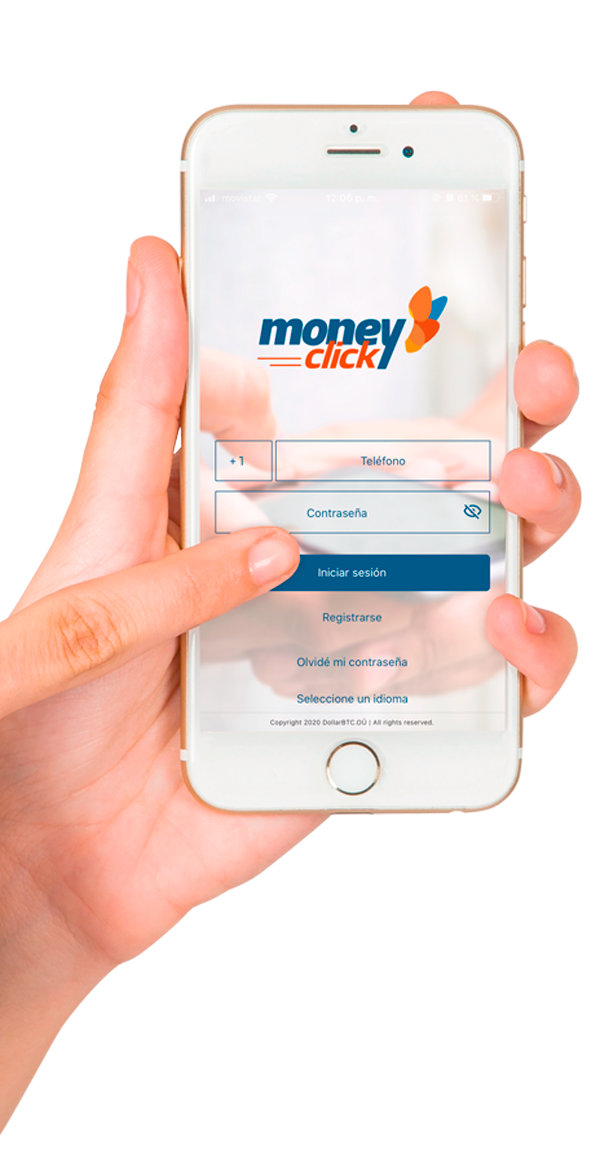 movistar 12:06 p. m. 61 %
money
click
+1 Teléfono
Contraseña
Iniciar sesión
Registrarse
Olvidé mi contraseña
Seleccione un idioma
Copyright 2020 DollarBTC.OÜ | All rights reserved.